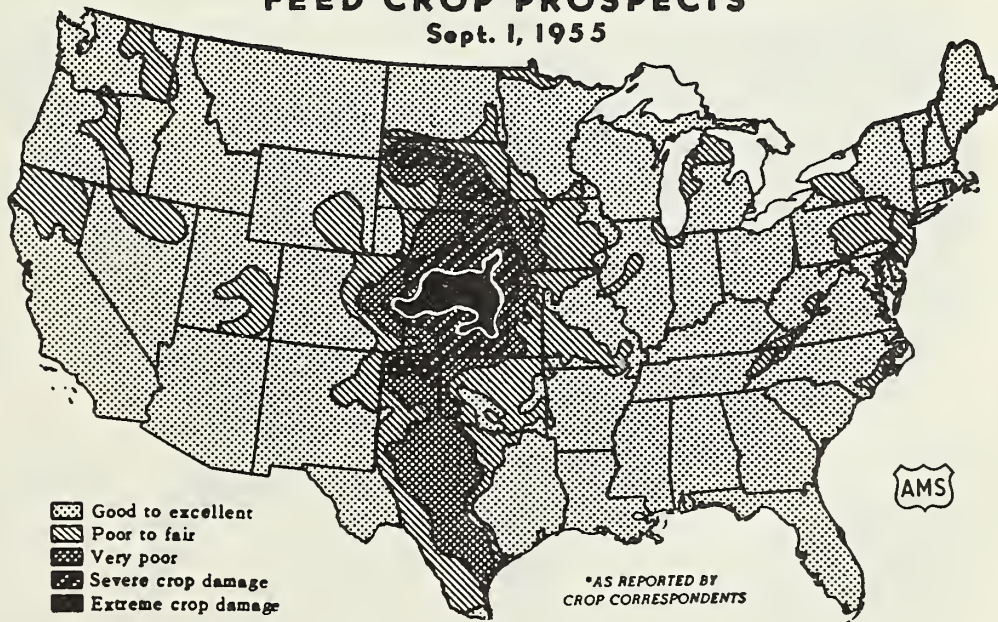 FEED CROP PROSPECTS
Sept. 1, 1955
Good to excellent
Poor to fair
Very poor
Severe crop damage
Extreme crop damage
*AS REPORTED BY
CROP CORRESPONDENTS
AMS